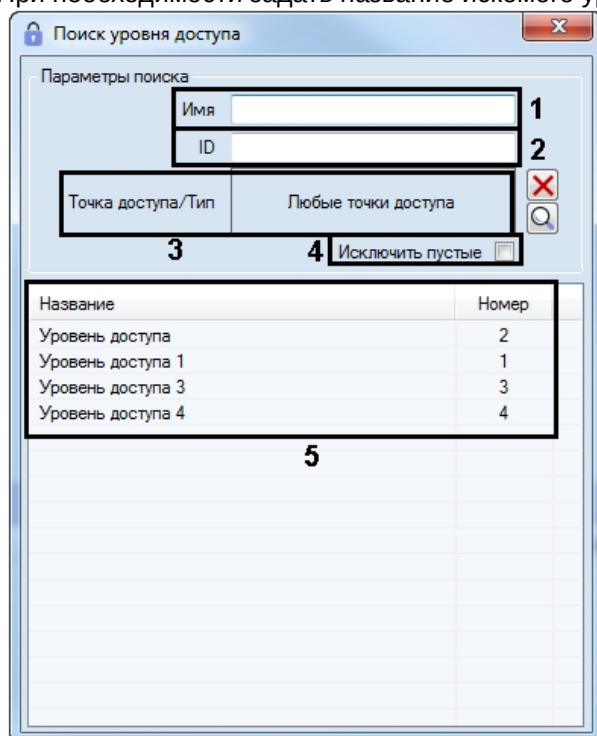 При необходимости задать название искомого у
Поиск уровня доступа
Параметры поиска
Имя 1
ID 2
Точка доступа/Тип Любые точки доступа
3 4 Исключить пустые
Название Номер
Уровень доступа 2
Уровень доступа 1 1
Уровень доступа 3 3
Уровень доступа 4 4
5